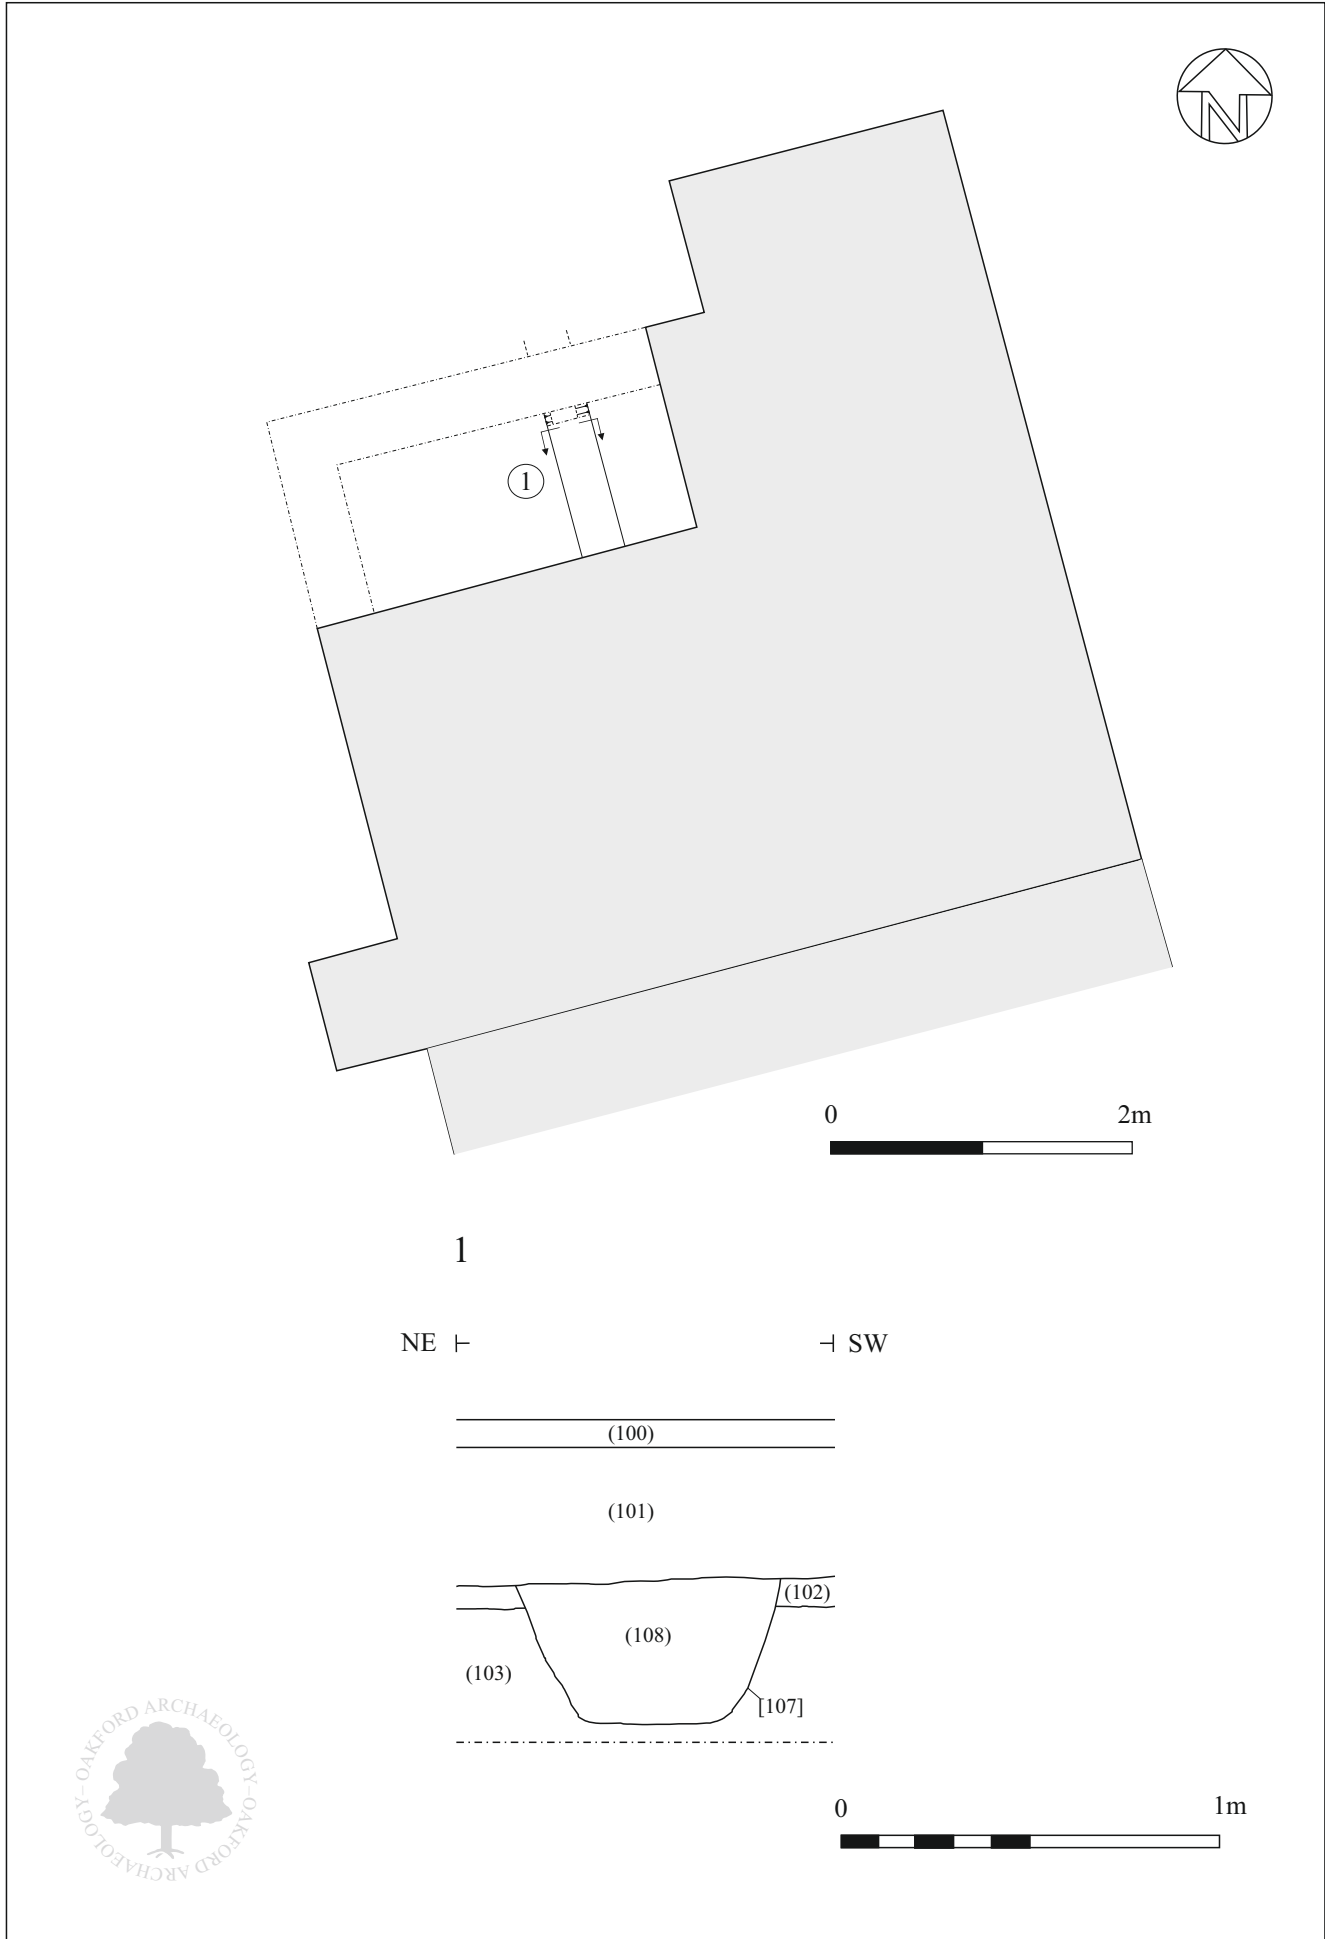 N
1
0 2m
1
NE SW
(100)
(101)
(102)
(108)
(103)
[107]
OAKFORD ARCHAEOLOGY – OAKFORD ARCHAEOLOGY –
0 1m